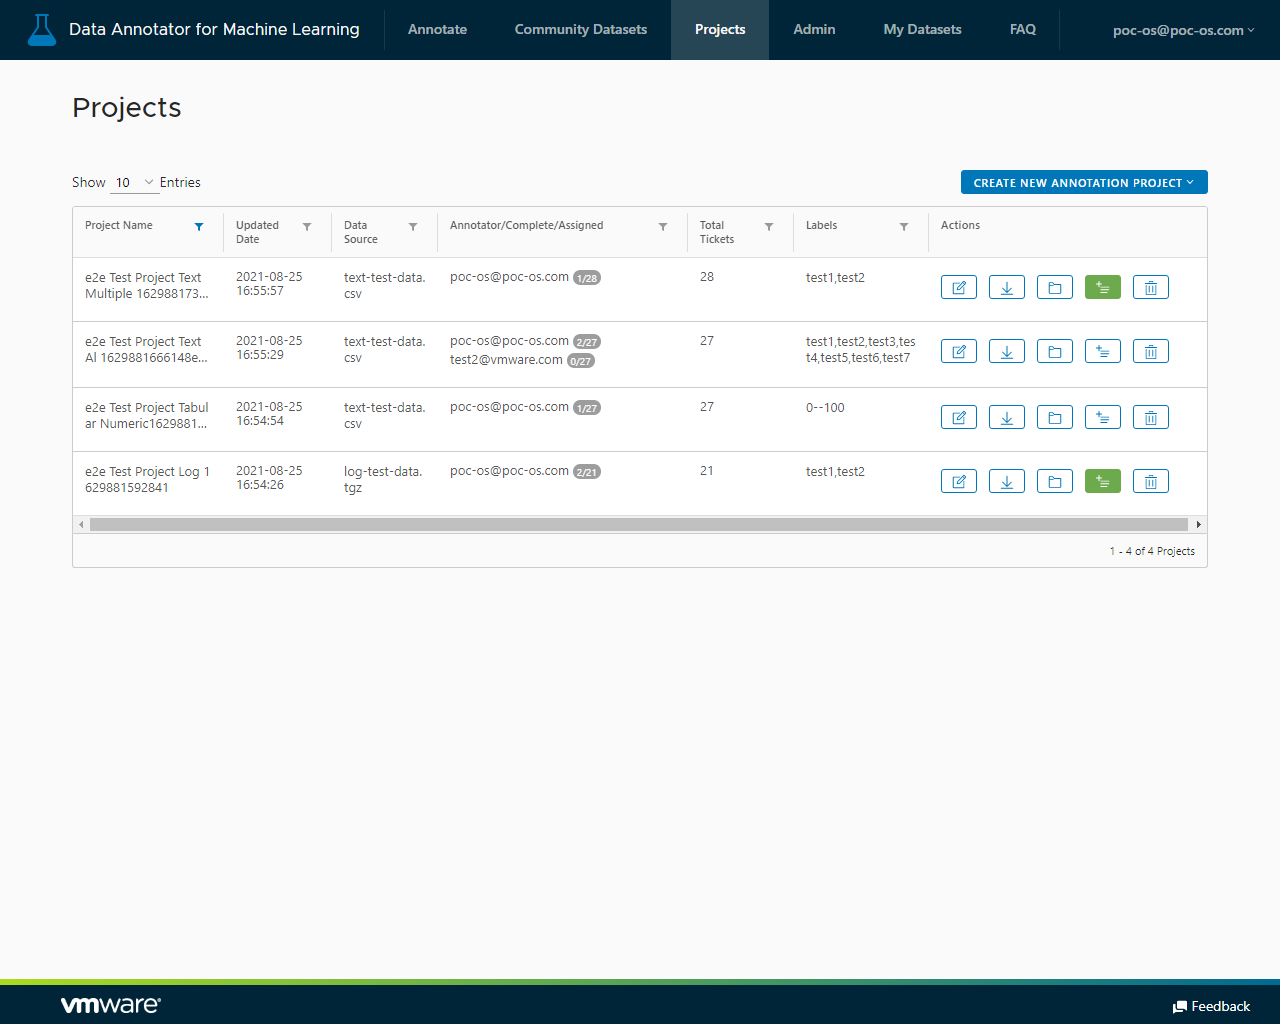 Data Annotator for Machine Learning
Annotate
Community Datasets
Projects
Admin
My Datasets
FAQ
poc-os@poc-os.com
Projects
Show 10 Entries
CREATE NEW ANNOTATION PROJECT
Project Name
Updated
Date
Data
Source
Annotator/Complete/Assigned
Total
Tickets
Labels
Actions
e2e Test Project Text
Multiple 162988173...
2021-08-25
16:55:57
text-test-data.
csv
poc-os@poc-os.com 1/28
28
test1,test2
e2e Test Project Text
Al 1629881666148e...
2021-08-25
16:55:29
text-test-data.
csv
poc-os@poc-os.com 2/27
test2@vmware.com 0/27
27
test1,test2,test3,tes
t4,test5,test6,test7
e2e Test Project Tabul
ar Numeric1629881...
2021-08-25
16:54:54
text-test-data.
csv
poc-os@poc-os.com 1/27
27
0--100
e2e Test Project Log 1
629881592841
2021-08-25
16:54:26
log-test-data.
tgz
poc-os@poc-os.com 2/21
21
test1,test2
1 - 4 of 4 Projects
vmware®
Feedback